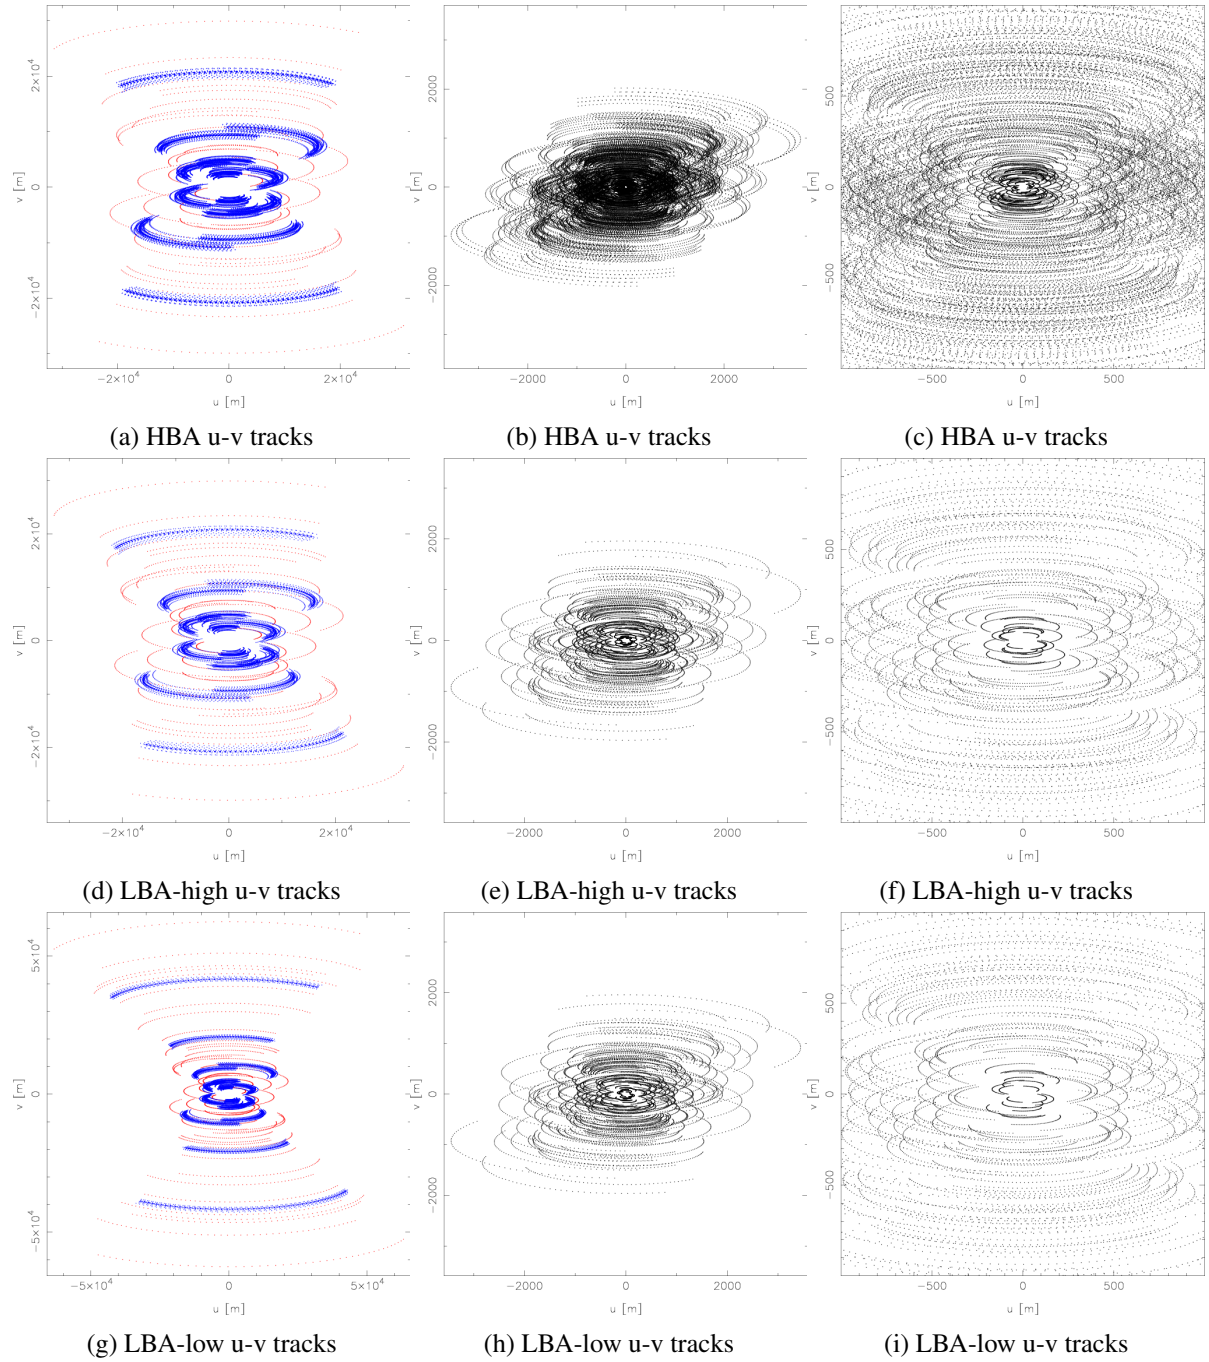 2×10⁴
0
−2×10⁴
v [m]
−2×10⁴ 0 2×10⁴
u [m]
2000
0
−2000
v [m]
−2000 0 2000
u [m]
500
0
−500
v [m]
−500 0 500
u [m]
(a) HBA u-v tracks (b) HBA u-v tracks (c) HBA u-v tracks
2×10⁴
0
−2×10⁴
v [m]
−2×10⁴ 0 2×10⁴
u [m]
2000
0
−2000
v [m]
−2000 0 2000
u [m]
500
0
−500
v [m]
−500 0 500
u [m]
(d) LBA-high u-v tracks (e) LBA-high u-v tracks (f) LBA-high u-v tracks
5×10⁴
0
−5×10⁴
v [m]
−5×10⁴ 0 5×10⁴
u [m]
2000
0
−2000
v [m]
−2000 0 2000
u [m]
500
0
−500
v [m]
−500 0 500
u [m]
(g) LBA-low u-v tracks (h) LBA-low u-v tracks (i) LBA-low u-v tracks